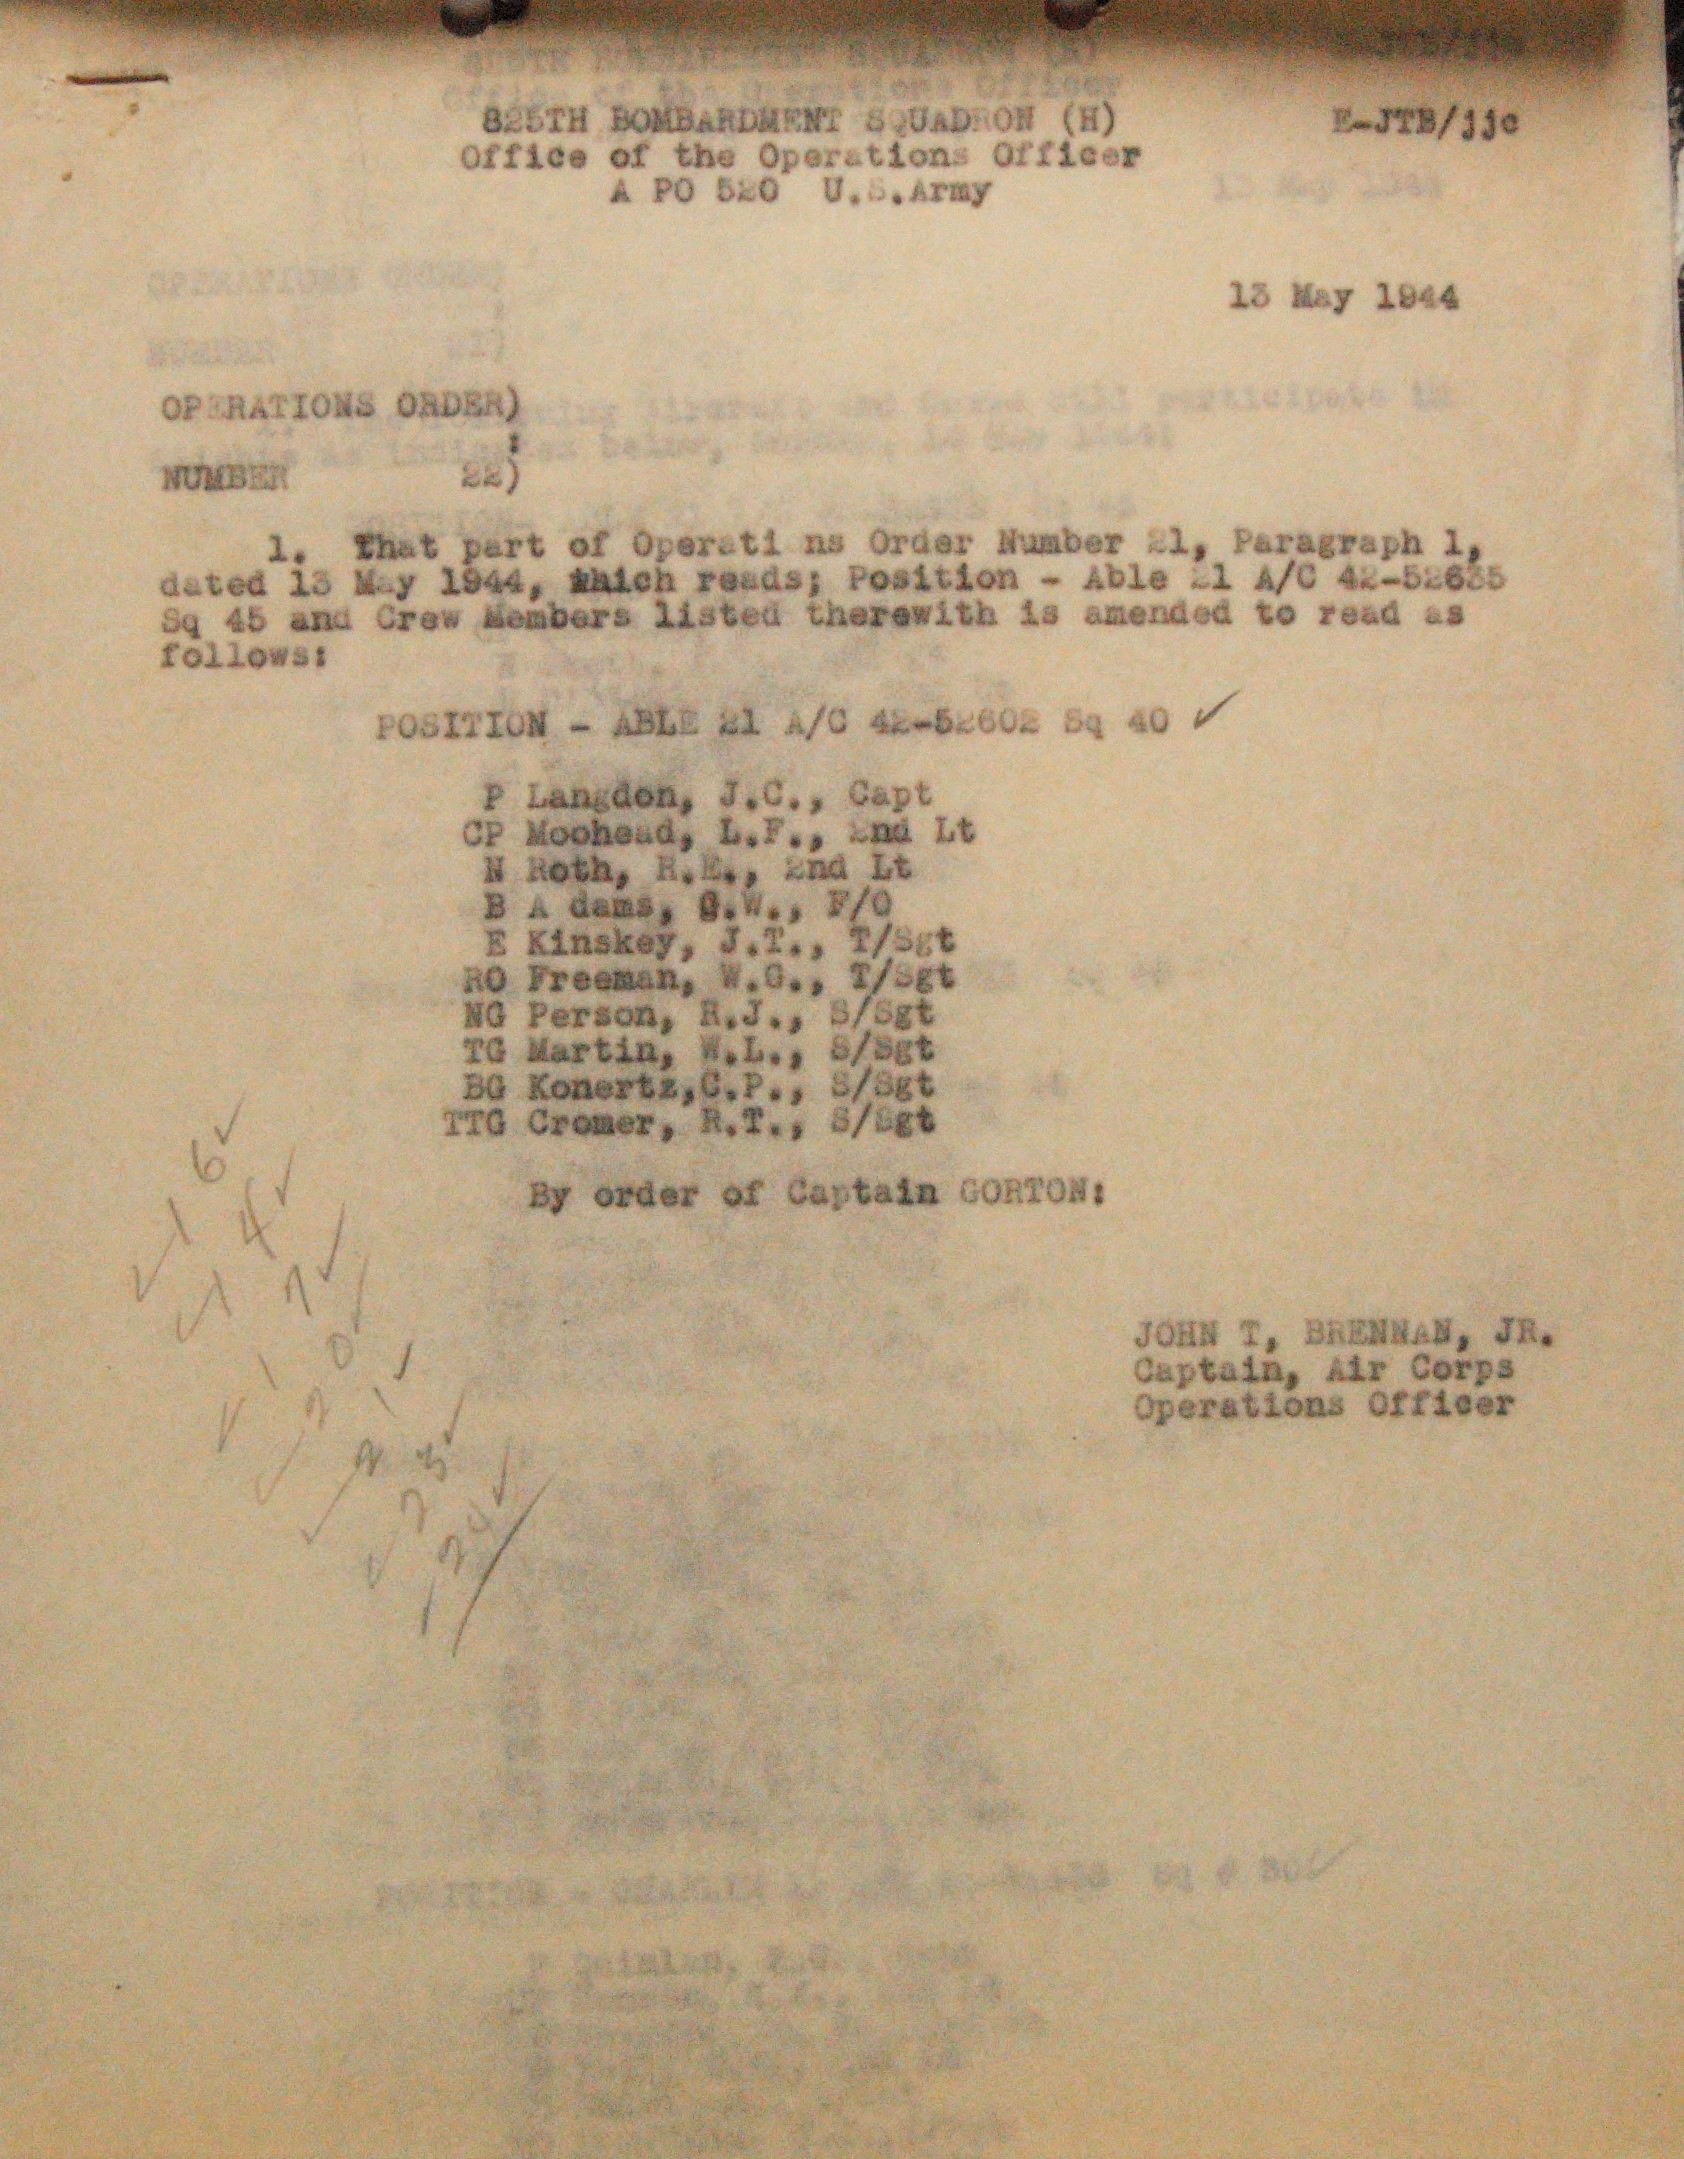 825TH BOMBARDMENT SQUADRON (H) E-JTB/jjc
Office of the Operations Officer
A PO 520 U.S.Army
13 May 1944
OPERATIONS ORDER)
:
NUMBER 22)
1. That part of Operati ns Order Number 21, Paragraph 1,
dated 13 May 1944, which reads; Position - Able 21 A/C 42-52635
Sq 45 and Crew Members listed therewith is amended to read as
follows:
POSITION - ABLE 21 A/C 42-52602 Sq 40 ✓
P Langdon, J.C., Capt
CP Moohead, L.F., 2nd Lt
N Roth, R.E., 2nd Lt
B A dams, G.W., F/O
E Kinskey, J.T., T/Sgt
RO Freeman, W.G., T/Sgt
NG Person, R.J., S/Sgt
TG Martin, W.L., S/Sgt
BG Konertz,C.P., S/Sgt
TTG Cromer, R.T., S/Sgt
By order of Captain GORTON:
JOHN T, BRENNAN, JR.
Captain, Air Corps
Operations Officer
✓ 16 ✓
✓ 14 ✓
✓ 17 ✓
✓ 20 ✓
✓ 21 ✓
✓ 23 ✓
✓ 24 ✓